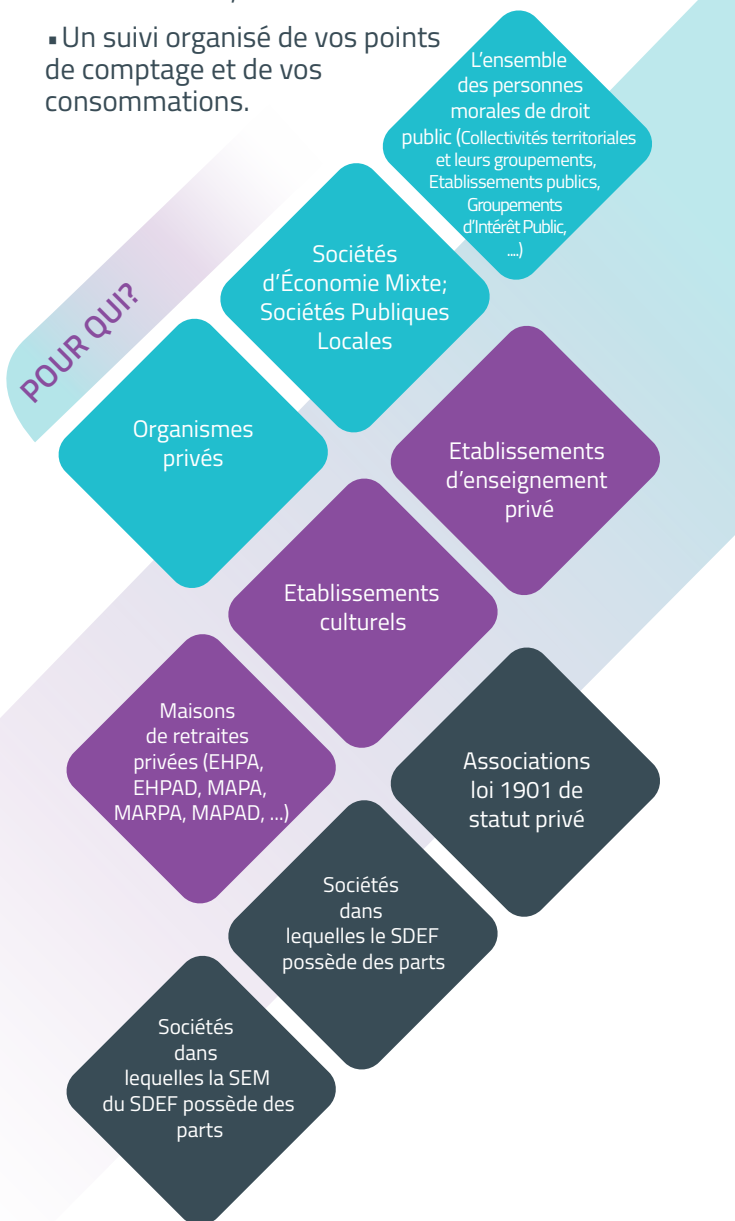 ▪Un suivi organisé de vos points
de comptage et de vos
consommations.
L’ensemble
des personnes
morales de droit
public (Collectivités territoriales
et leurs groupements,
Etablissements publics,
Groupements
d’Intérêt Public,
....)
Sociétés
d’Économie Mixte;
Sociétés Publiques
Locales
POUR QUI?
Organismes
privés
Etablissements
d’enseignement
privé
Etablissements
culturels
Maisons
de retraites
privées (EHPA,
EHPAD, MAPA,
MARPA, MAPAD, ...)
Associations
loi 1901 de
statut privé
Sociétés
dans
lequelles le SDEF
possède des parts
Sociétés
dans
lequelles la SEM
du SDEF possède des
parts